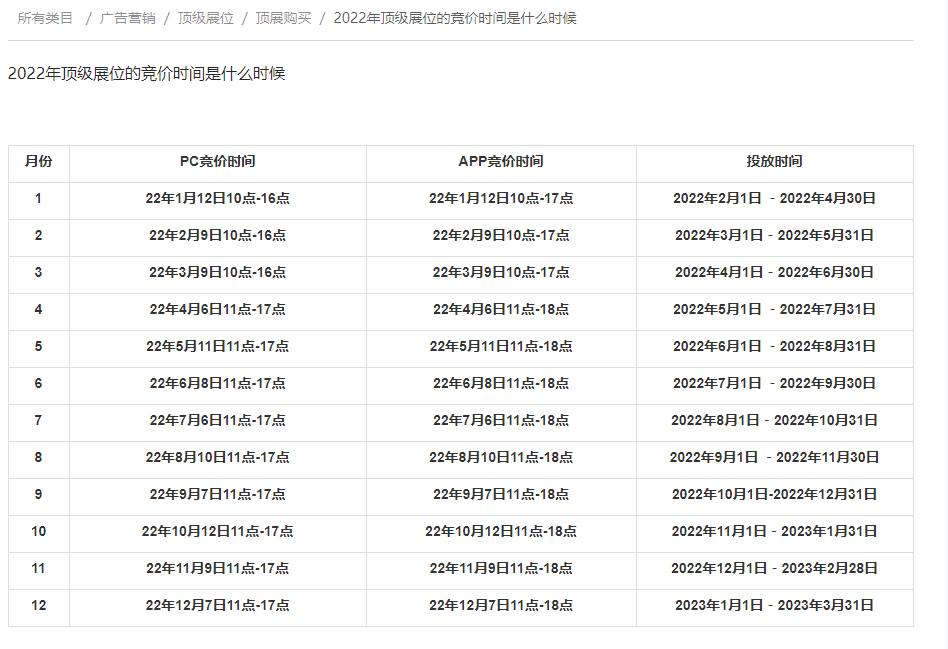 所有类目 / 广告营销 / 顶级展位 / 顶展购买 / 2022年顶级展位的竞价时间是什么时候
2022年顶级展位的竞价时间是什么时候
月份 PC竞价时间 APP竞价时间 投放时间
1 22年1月12日10点-16点 22年1月12日10点-17点 2022年2月1日 - 2022年4月30日
2 22年2月9日10点-16点 22年2月9日10点-17点 2022年3月1日 - 2022年5月31日
3 22年3月9日10点-16点 22年3月9日10点-17点 2022年4月1日 - 2022年6月30日
4 22年4月6日11点-17点 22年4月6日11点-18点 2022年5月1日 - 2022年7月31日
5 22年5月11日11点-17点 22年5月11日11点-18点 2022年6月1日 - 2022年8月31日
6 22年6月8日11点-17点 22年6月8日11点-18点 2022年7月1日 - 2022年9月30日
7 22年7月6日11点-17点 22年7月6日11点-18点 2022年8月1日 - 2022年10月31日
8 22年8月10日11点-17点 22年8月10日11点-18点 2022年9月1日 - 2022年11月30日
9 22年9月7日11点-17点 22年9月7日11点-18点 2022年10月1日-2022年12月31日
10 22年10月12日11点-17点 22年10月12日11点-18点 2022年11月1日 - 2023年1月31日
11 22年11月9日11点-17点 22年11月9日11点-18点 2022年12月1日 - 2023年2月28日
12 22年12月7日11点-17点 22年12月7日11点-18点 2023年1月1日 - 2023年3月31日